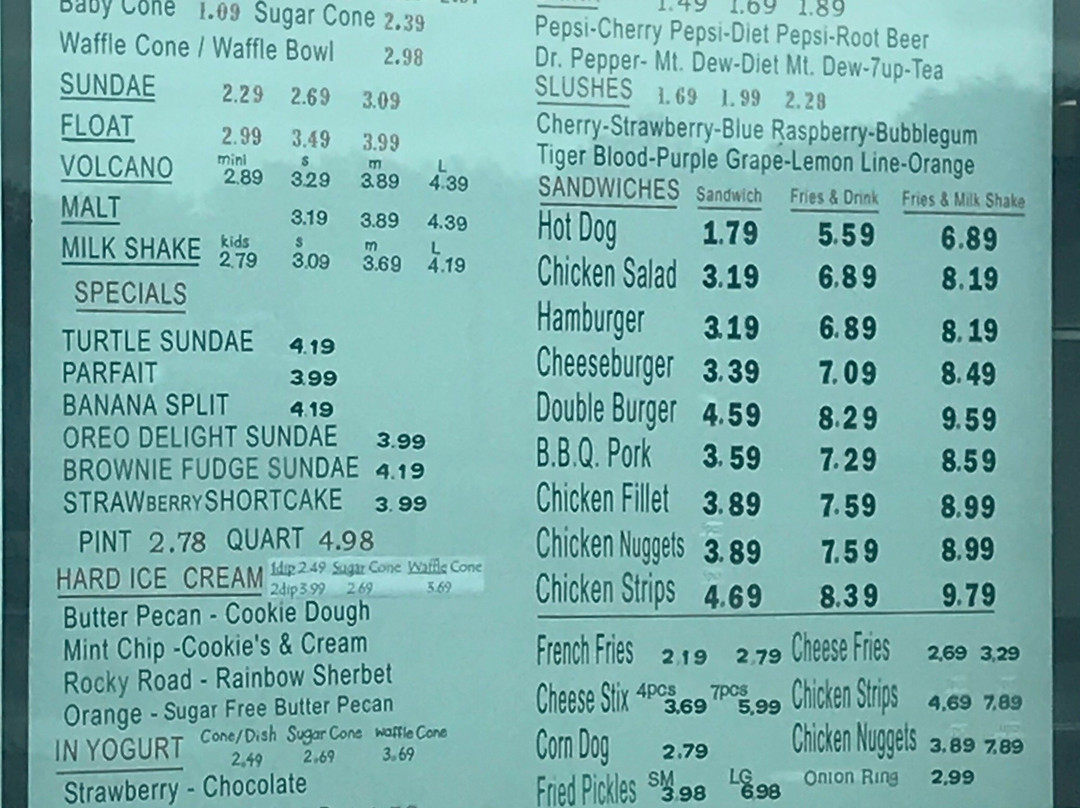 Baby Cone 1.09 Sugar Cone 2.39
Waffle Cone / Waffle Bowl 2.98
SUNDAE 2.29 2.69 3.09
FLOAT 2.99 3.49 3.99
mini s m L
VOLCANO 2.89 3.29 3.89 4.39
MALT 3.19 3.89 4.39
kids s m L
MILK SHAKE 2.79 3.09 3.69 4.19
SPECIALS
TURTLE SUNDAE 4.19
PARFAIT 3.99
BANANA SPLIT 4.19
OREO DELIGHT SUNDAE 3.99
BROWNIE FUDGE SUNDAE 4.19
STRAWBERRY SHORTCAKE 3.99
PINT 2.78 QUART 4.98
HARD ICE CREAM 1dip 2.49 Sugar Cone Waffle Cone
2dip 3.99 2.69 3.69
Butter Pecan - Cookie Dough
Mint Chip -Cookie's & Cream
Rocky Road - Rainbow Sherbet
Orange - Sugar Free Butter Pecan
IN YOGURT Cone/Dish Sugar Cone waffle Cone
2.49 2.69 3.69
Strawberry - Chocolate
1.49 1.69 1.89
Pepsi-Cherry Pepsi-Diet Pepsi-Root Beer
Dr. Pepper- Mt. Dew-Diet Mt. Dew-7up-Tea
SLUSHES 1.69 1.99 2.28
Cherry-Strawberry-Blue Raspberry-Bubblegum
Tiger Blood-Purple Grape-Lemon Line-Orange
SANDWICHES Sandwich Fries & Drink Fries & Milk Shake
Hot Dog 1.79 5.59 6.89
Chicken Salad 3.19 6.89 8.19
Hamburger 3.19 6.89 8.19
Cheeseburger 3.39 7.09 8.49
Double Burger 4.59 8.29 9.59
B.B.Q. Pork 3.59 7.29 8.59
Chicken Fillet 3.89 7.59 8.99
Chicken Nuggets 3.89 7.59 8.99
Chicken Strips 4.69 8.39 9.79
French Fries 2.19 2.79 Cheese Fries 2.69 3.29
Cheese Stix 4pcs 3.69 7pcs 5.99 Chicken Strips 4.69 7.89
Corn Dog 2.79 Chicken Nuggets 3.89 7.89
Fried Pickles SM 3.98 LG 6.98 Onion Ring 2.99